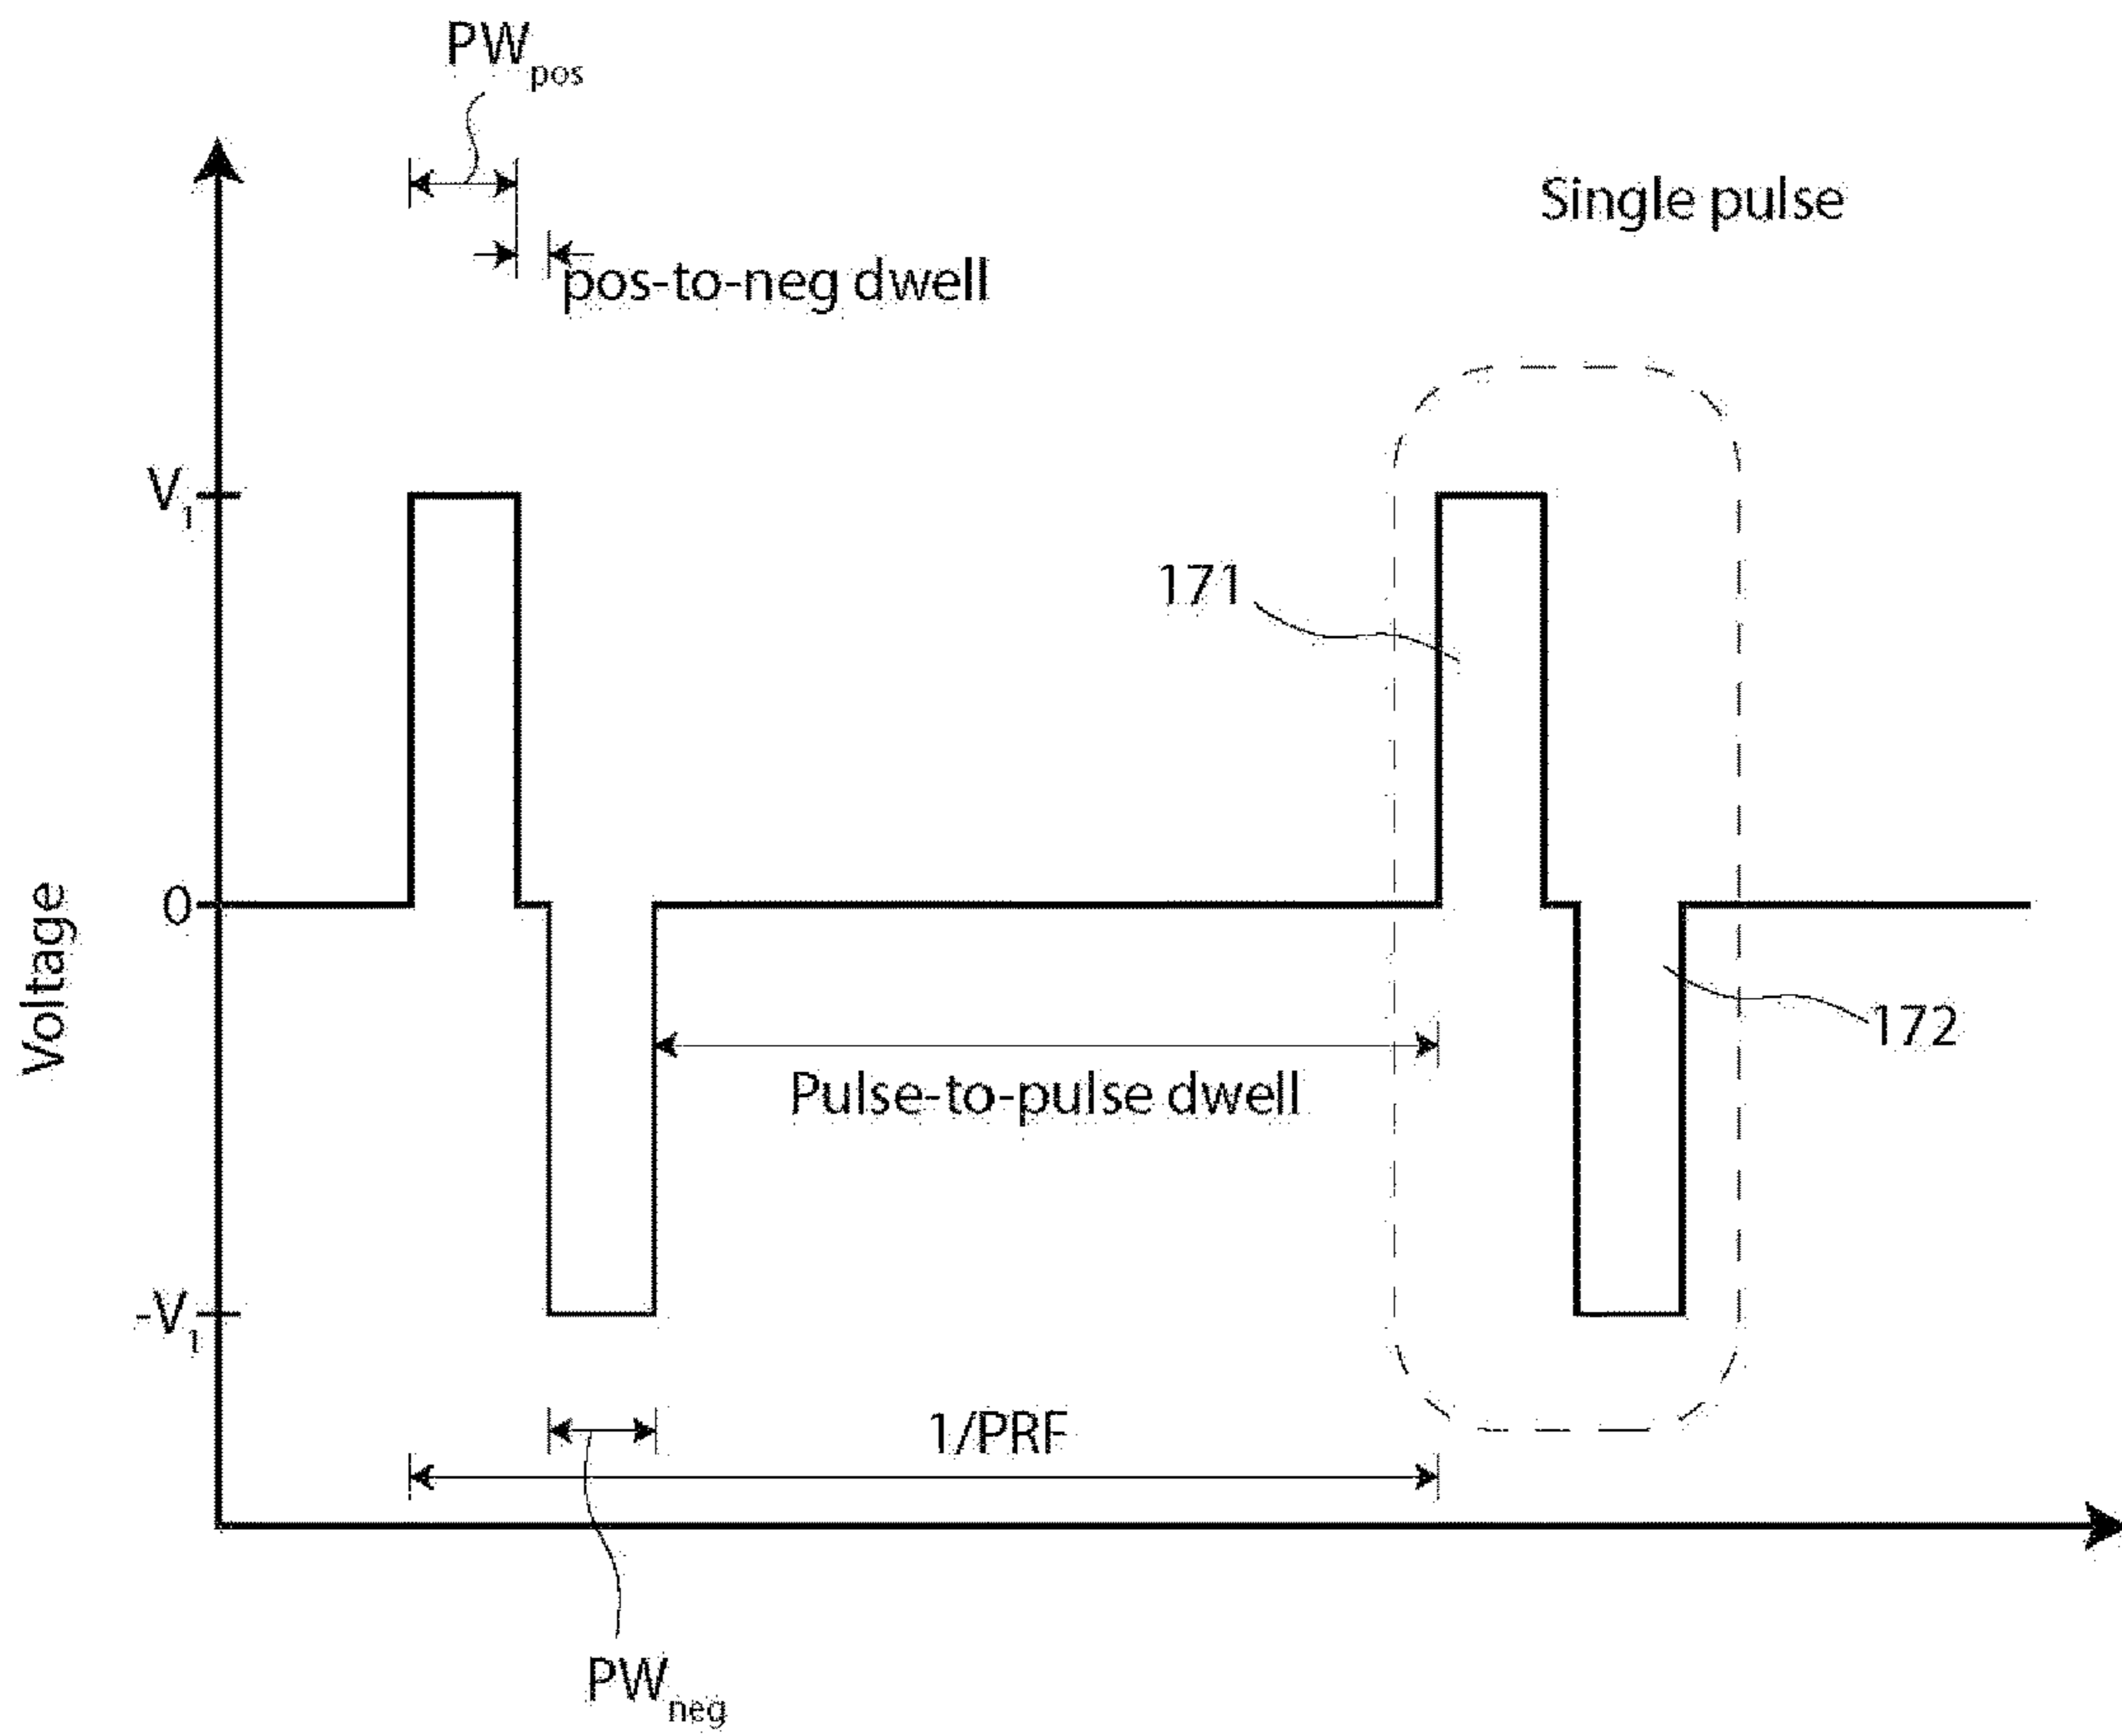 PWpos
Single pulse
pos-to-neg dwell
V1
171
0
Voltage
172
Pulse-to-pulse dwell
-V1
1/PRF
PWneg